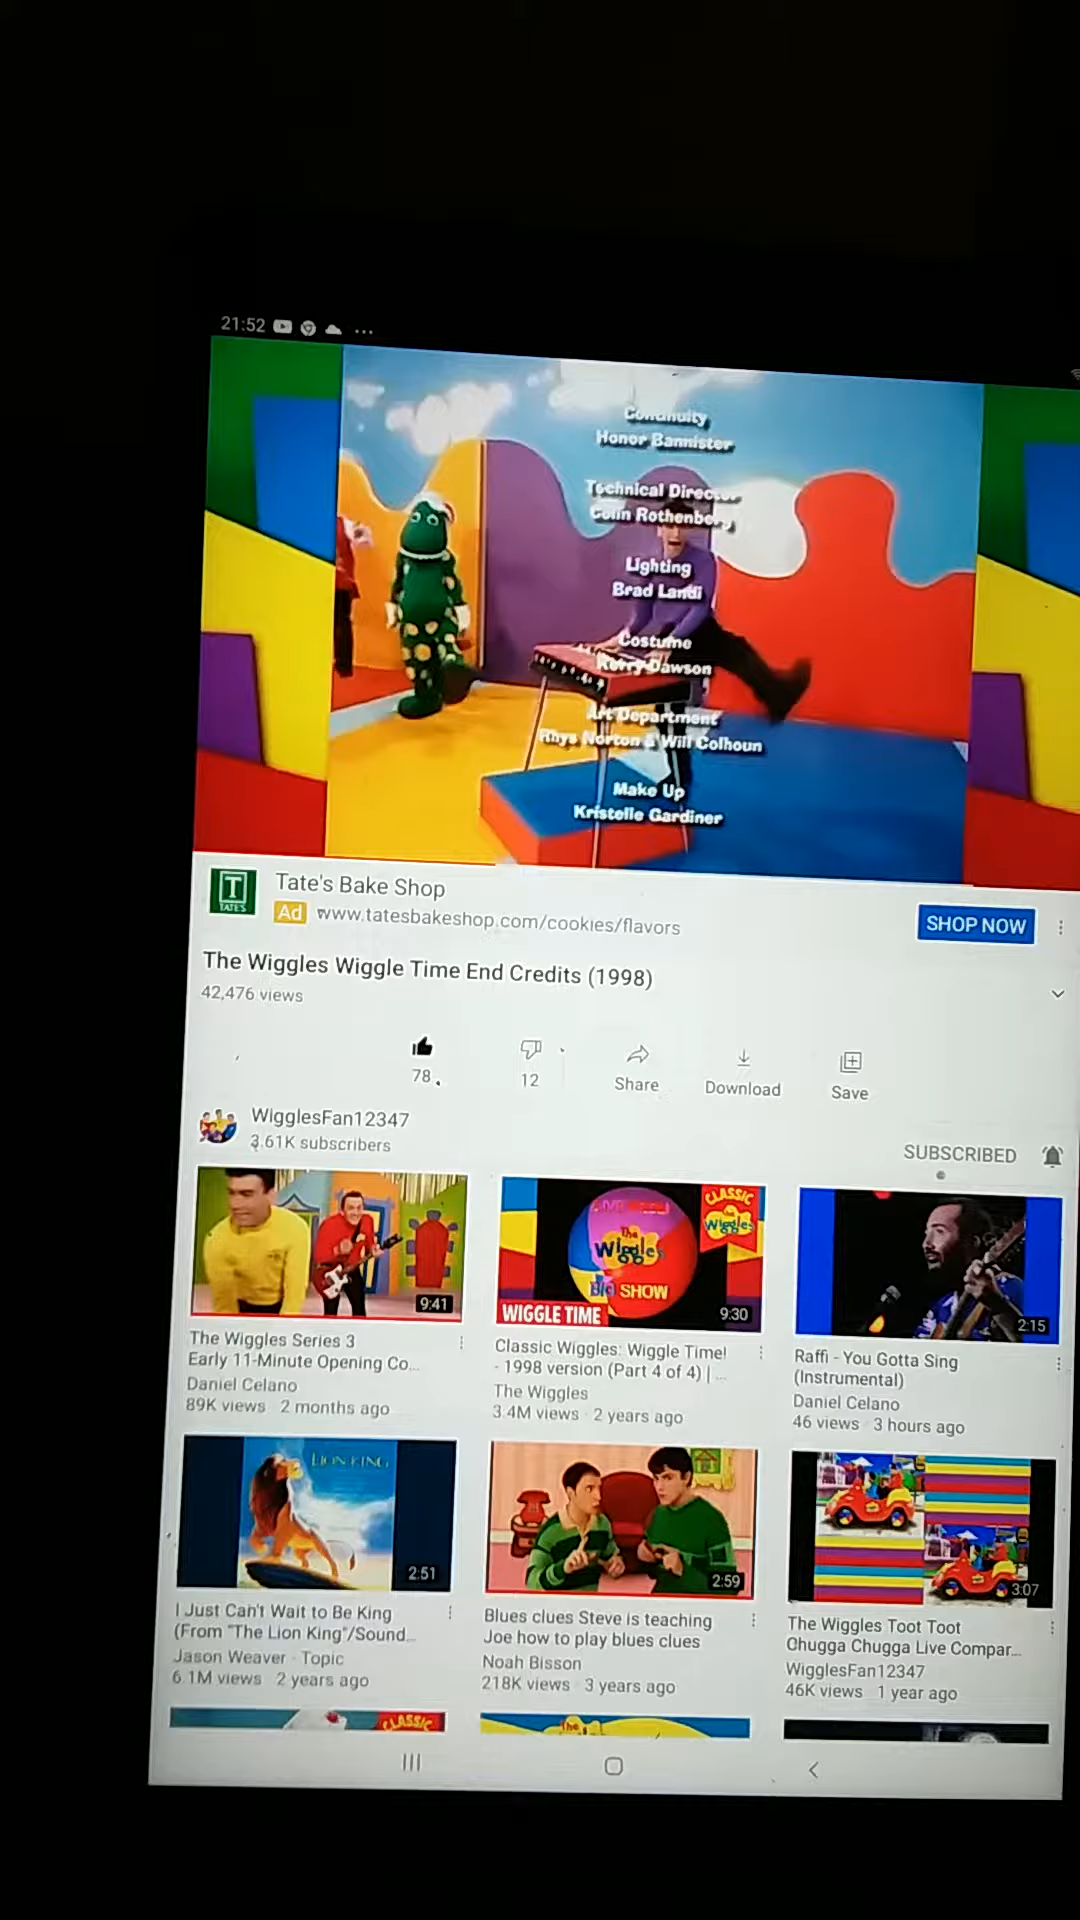 21:52
Continuity
Honor Bannister
Technical Director
Colin Rothenberg
Lighting
Brad Landi
Costume
Kerry Dawson
Art Department
Rhys Norton & Will Colhoun
Make Up
Kristelle Gardiner
T
TATE'S
Tate's Bake Shop
Ad www.tatesbakeshop.com/cookies/flavors
SHOP NOW
The Wiggles Wiggle Time End Credits (1998)
42,476 views
78
12
Share
Download
Save
WigglesFan12347
3.61K subscribers
SUBSCRIBED
9:41
The Wiggles Series 3
Early 11-Minute Opening Co...
Daniel Celano
89K views · 2 months ago
CLASSIC
The Wiggles
The
Wiggles
BIG SHOW
WIGGLE TIME
9:30
Classic Wiggles: Wiggle Time!
- 1998 version (Part 4 of 4) | ...
The Wiggles
3.4M views · 2 years ago
2:15
Raffi - You Gotta Sing
(Instrumental)
Daniel Celano
46 views · 3 hours ago
LION KING
2:51
I Just Can't Wait to Be King
(From "The Lion King"/Sound...
Jason Weaver · Topic
6.1M views · 2 years ago
2:59
Blues clues Steve is teaching
Joe how to play blues clues
Noah Bisson
218K views · 3 years ago
3:07
The Wiggles Toot Toot
Chugga Chugga Live Compar...
WigglesFan12347
46K views · 1 year ago
CLASSIC
The